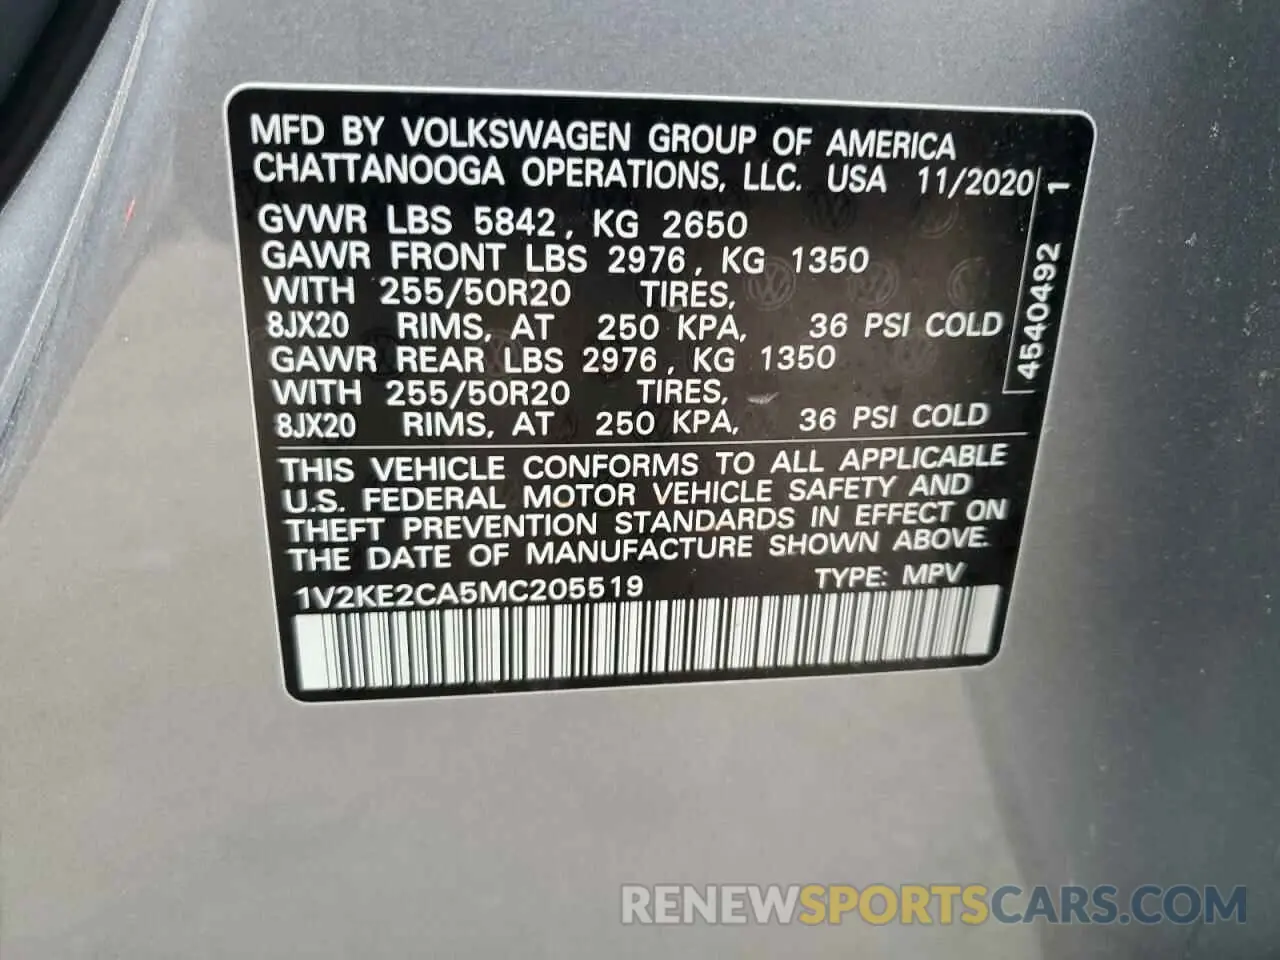 MFD BY VOLKSWAGEN GROUP OF AMERICA
CHATTANOOGA OPERATIONS, LLC. USA 11/2020
GVWR LBS 5842, KG 2650
GAWR FRONT LBS 2976, KG 1350
WITH 255/50R20 TIRES,
8JX20 RIMS, AT 250 KPA, 36 PSI COLD
GAWR REAR LBS 2976, KG 1350
WITH 255/50R20 TIRES,
8JX20 RIMS, AT 250 KPA, 36 PSI COLD
THIS VEHICLE CONFORMS TO ALL APPLICABLE
U.S. FEDERAL MOTOR VEHICLE SAFETY AND
THEFT PREVENTION STANDARDS IN EFFECT ON
THE DATE OF MANUFACTURE SHOWN ABOVE.
1V2KE2CA5MC205519 TYPE: MPV
4540492 1
RENEWSPORTSCARS.COM